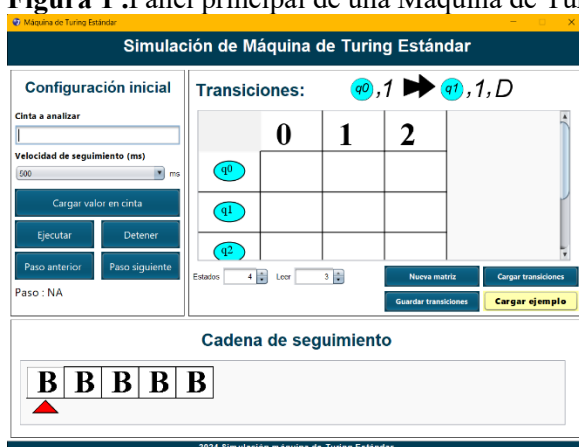 Figura 1 .Panel principal de una Máquina de Tur
Máquina de Turing Estándar
Simulación de Máquina de Turing Estándar
Configuración inicial
Cinta a analizar
Velocidad de seguimiento (ms)
500 ms
Cargar valor en cinta
Ejecutar Detener
Paso anterior Paso siguiente
Paso : NA
Transiciones: q0 ,1 q1 ,1,D
0 1 2
q0
q1
q2
Estados 4 Leer 3
Nueva matriz Cargar transiciones
Guardar transiciones Cargar ejemplo
Cadena de seguimiento
B B B B B
2024 Simulación máquina de Turing Estándar